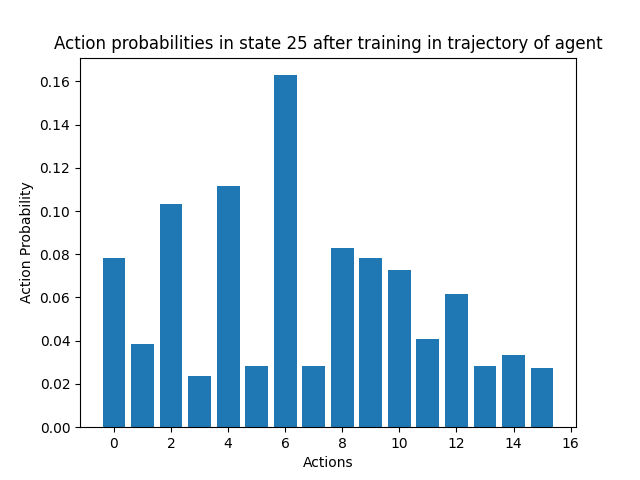 Action probabilities in state 25 after training in trajectory of agent
0.16
0.14
0.12
0.10
0.08
0.06
0.04
0.02
0.00
Action Probability
0 2 4 6 8 10 12 14 16
Actions